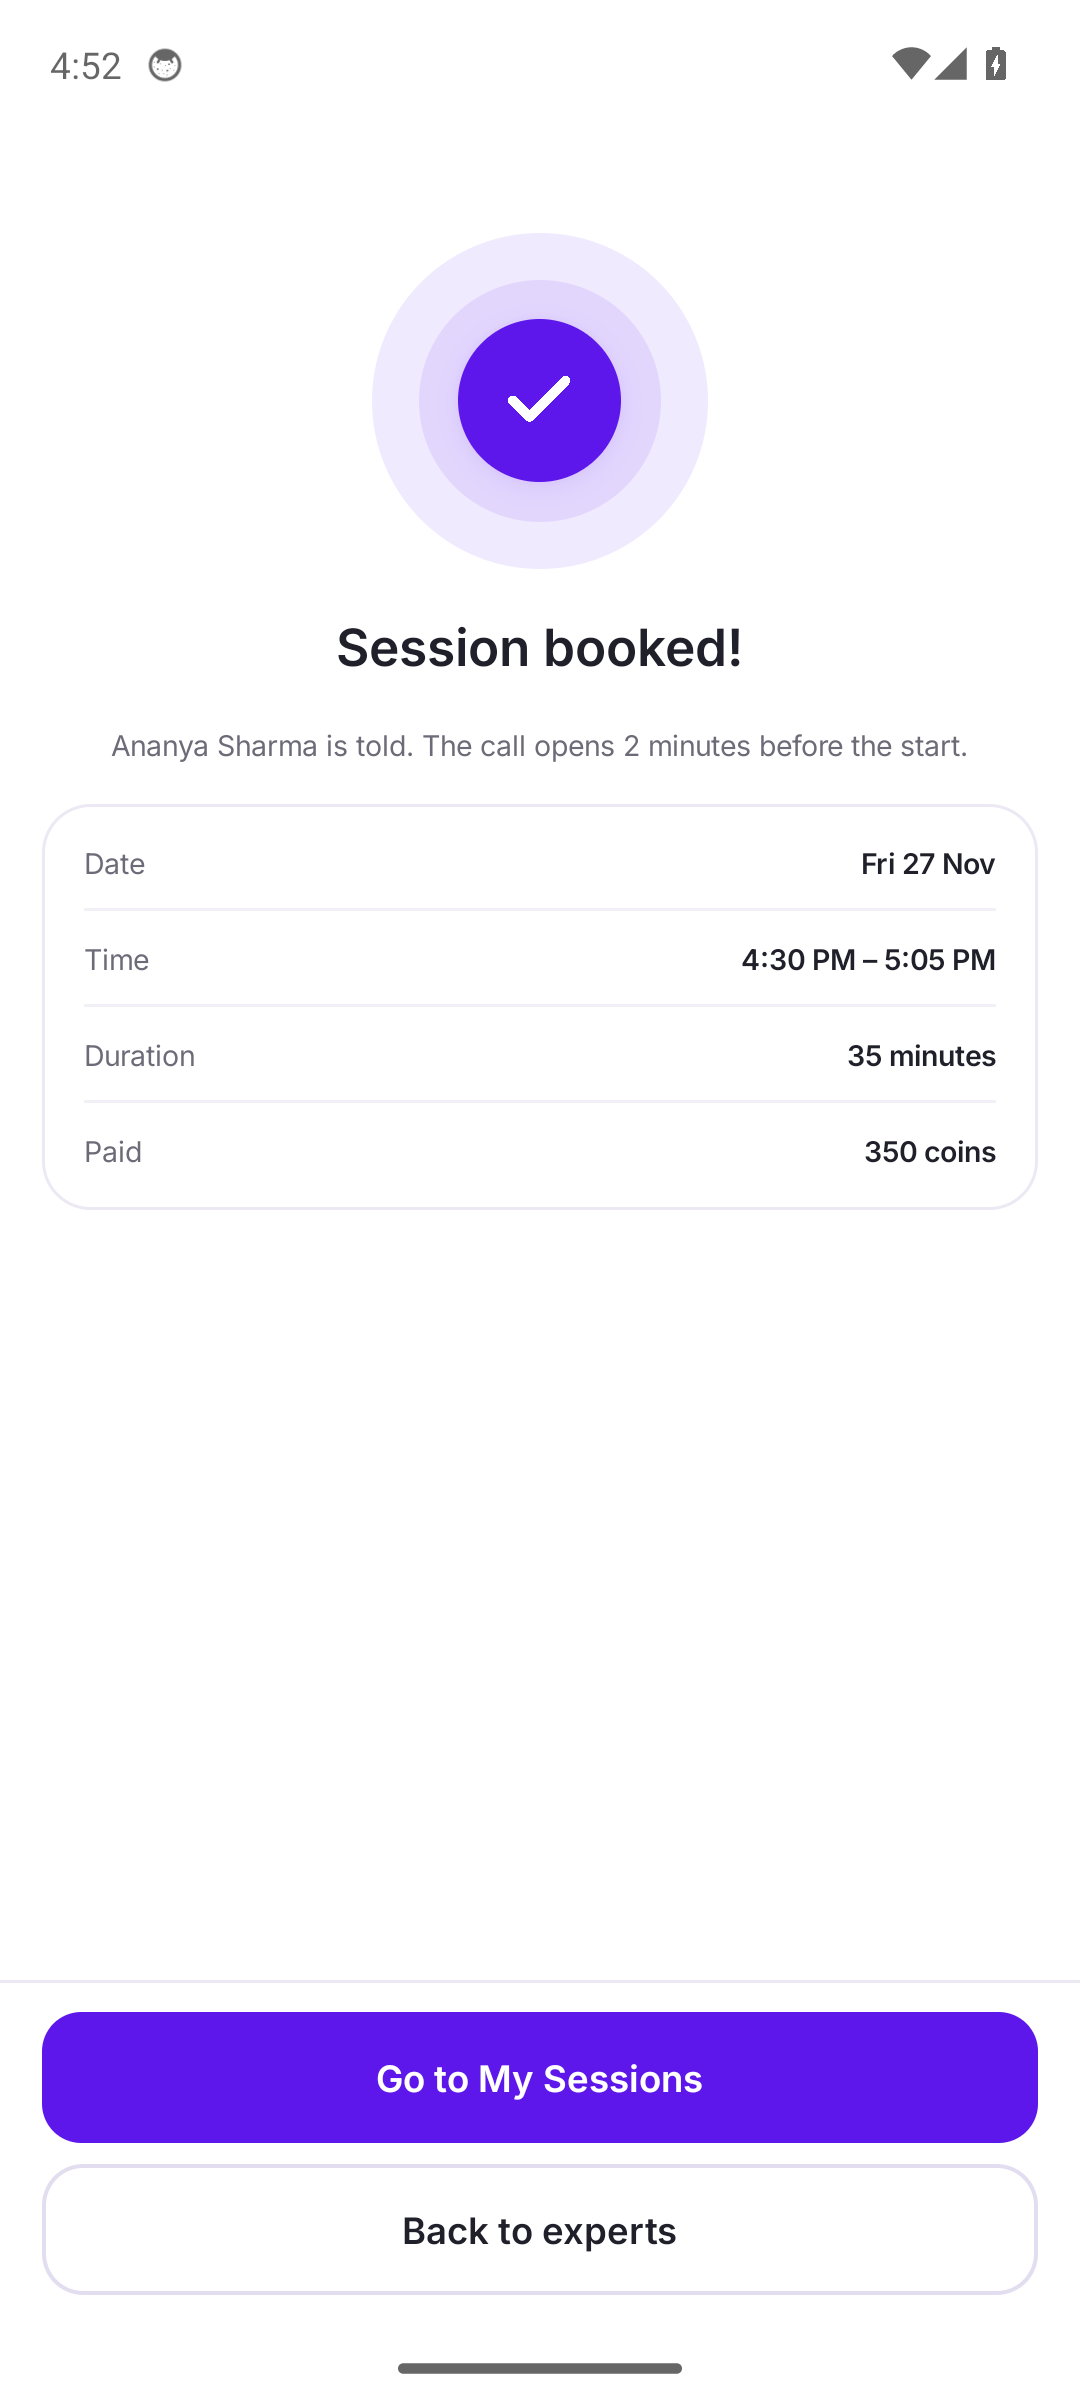 4:52
Session booked!
Ananya Sharma is told. The call opens 2 minutes before the start.
Date Fri 27 Nov
Time 4:30 PM – 5:05 PM
Duration 35 minutes
Paid 350 coins
Go to My Sessions
Back to experts